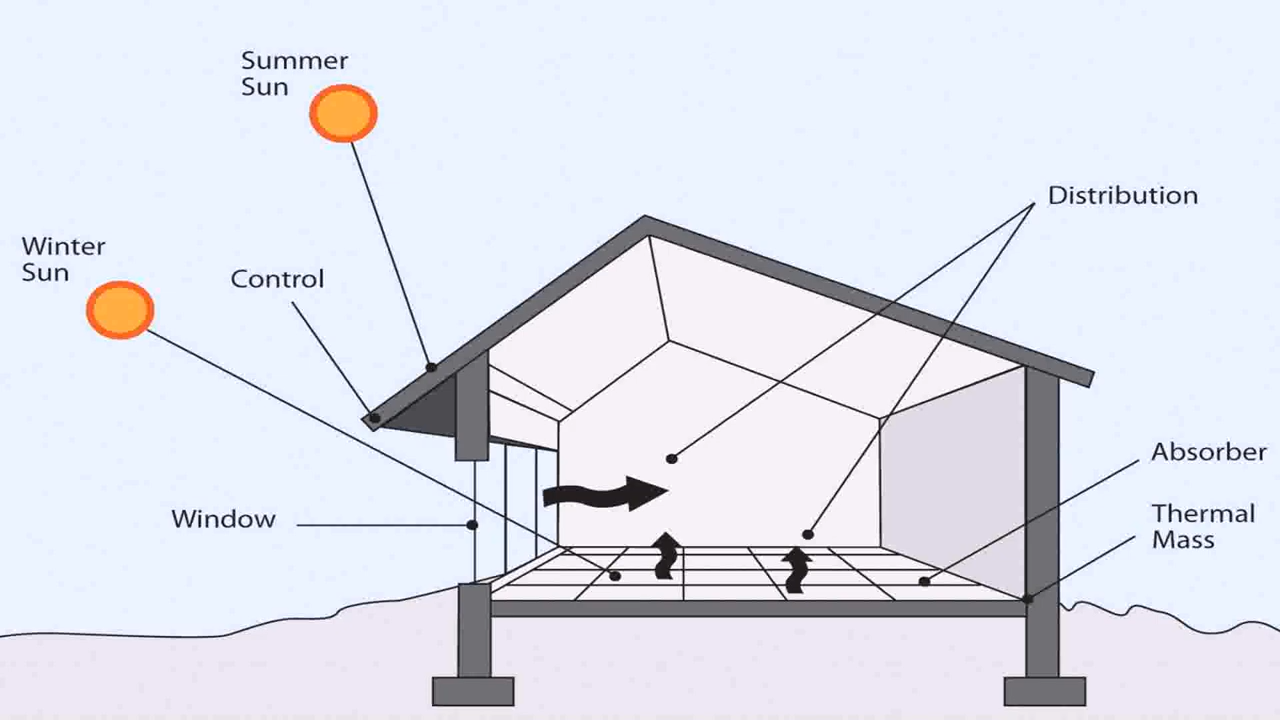 Summer
Sun
Distribution
Winter
Sun
Control
Absorber
Window
Thermal
Mass